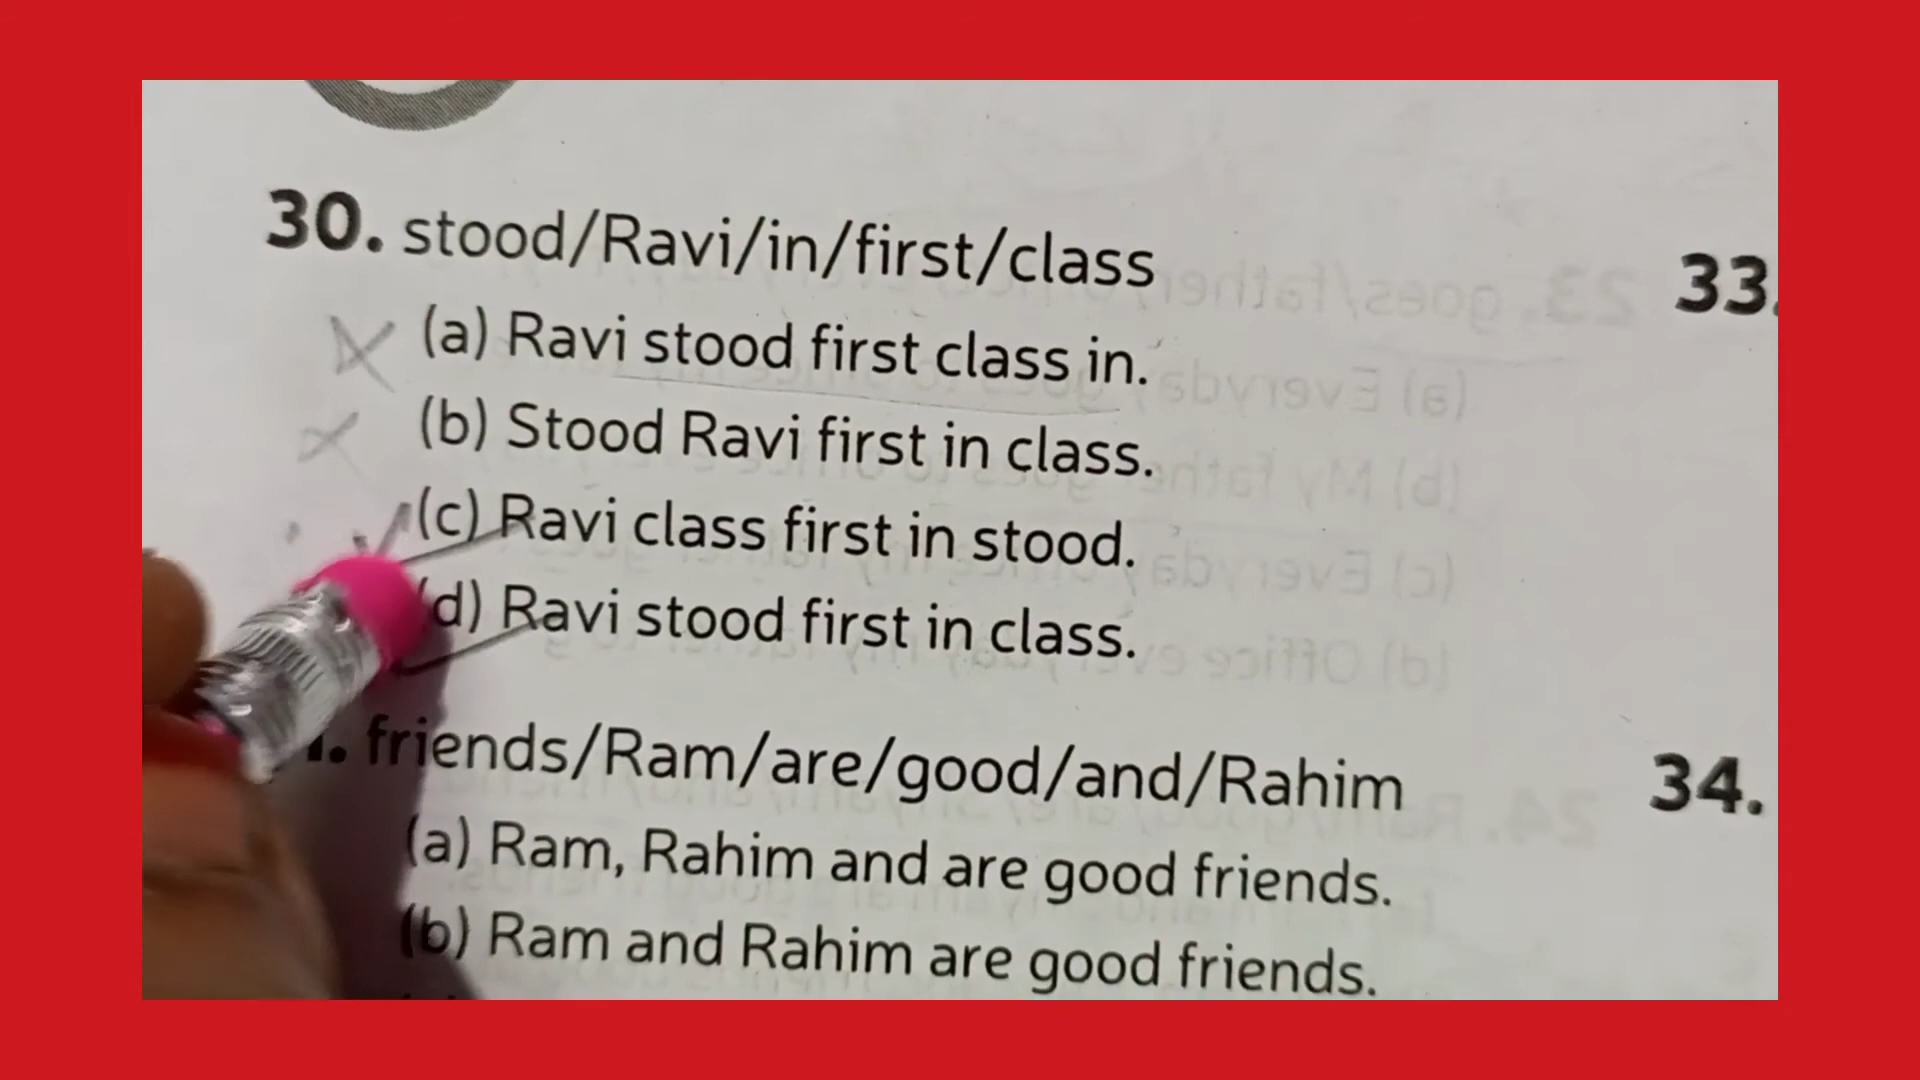 30. stood/Ravi/in/first/class
(a) Ravi stood first class in.
(b) Stood Ravi first in class.
(c) Ravi class first in stood.
(d) Ravi stood first in class.
friends/Ram/are/good/and/Rahim
(a) Ram, Rahim and are good friends.
(b) Ram and Rahim are good friends.
33.
34.